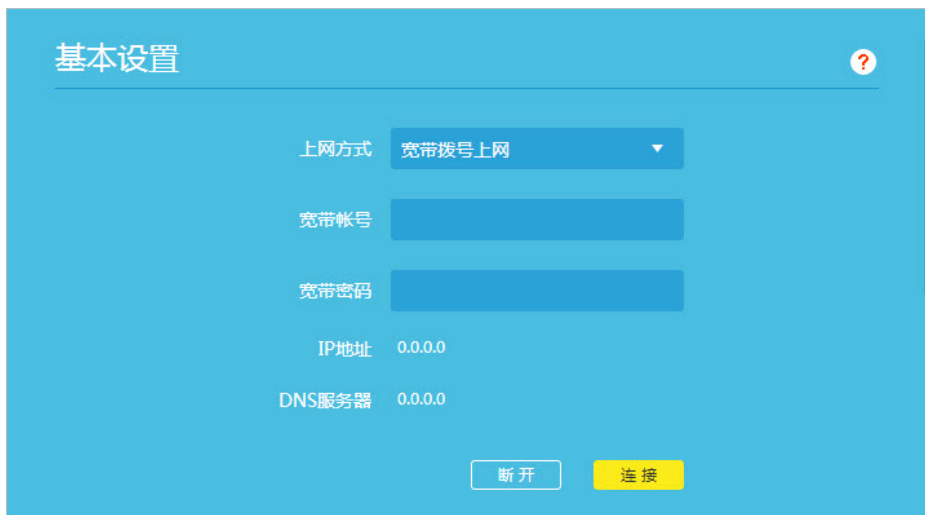 基本设置
?
上网方式 宽带拨号上网
宽带帐号
宽带密码
IP地址 0.0.0.0
DNS服务器 0.0.0.0
断开 连接